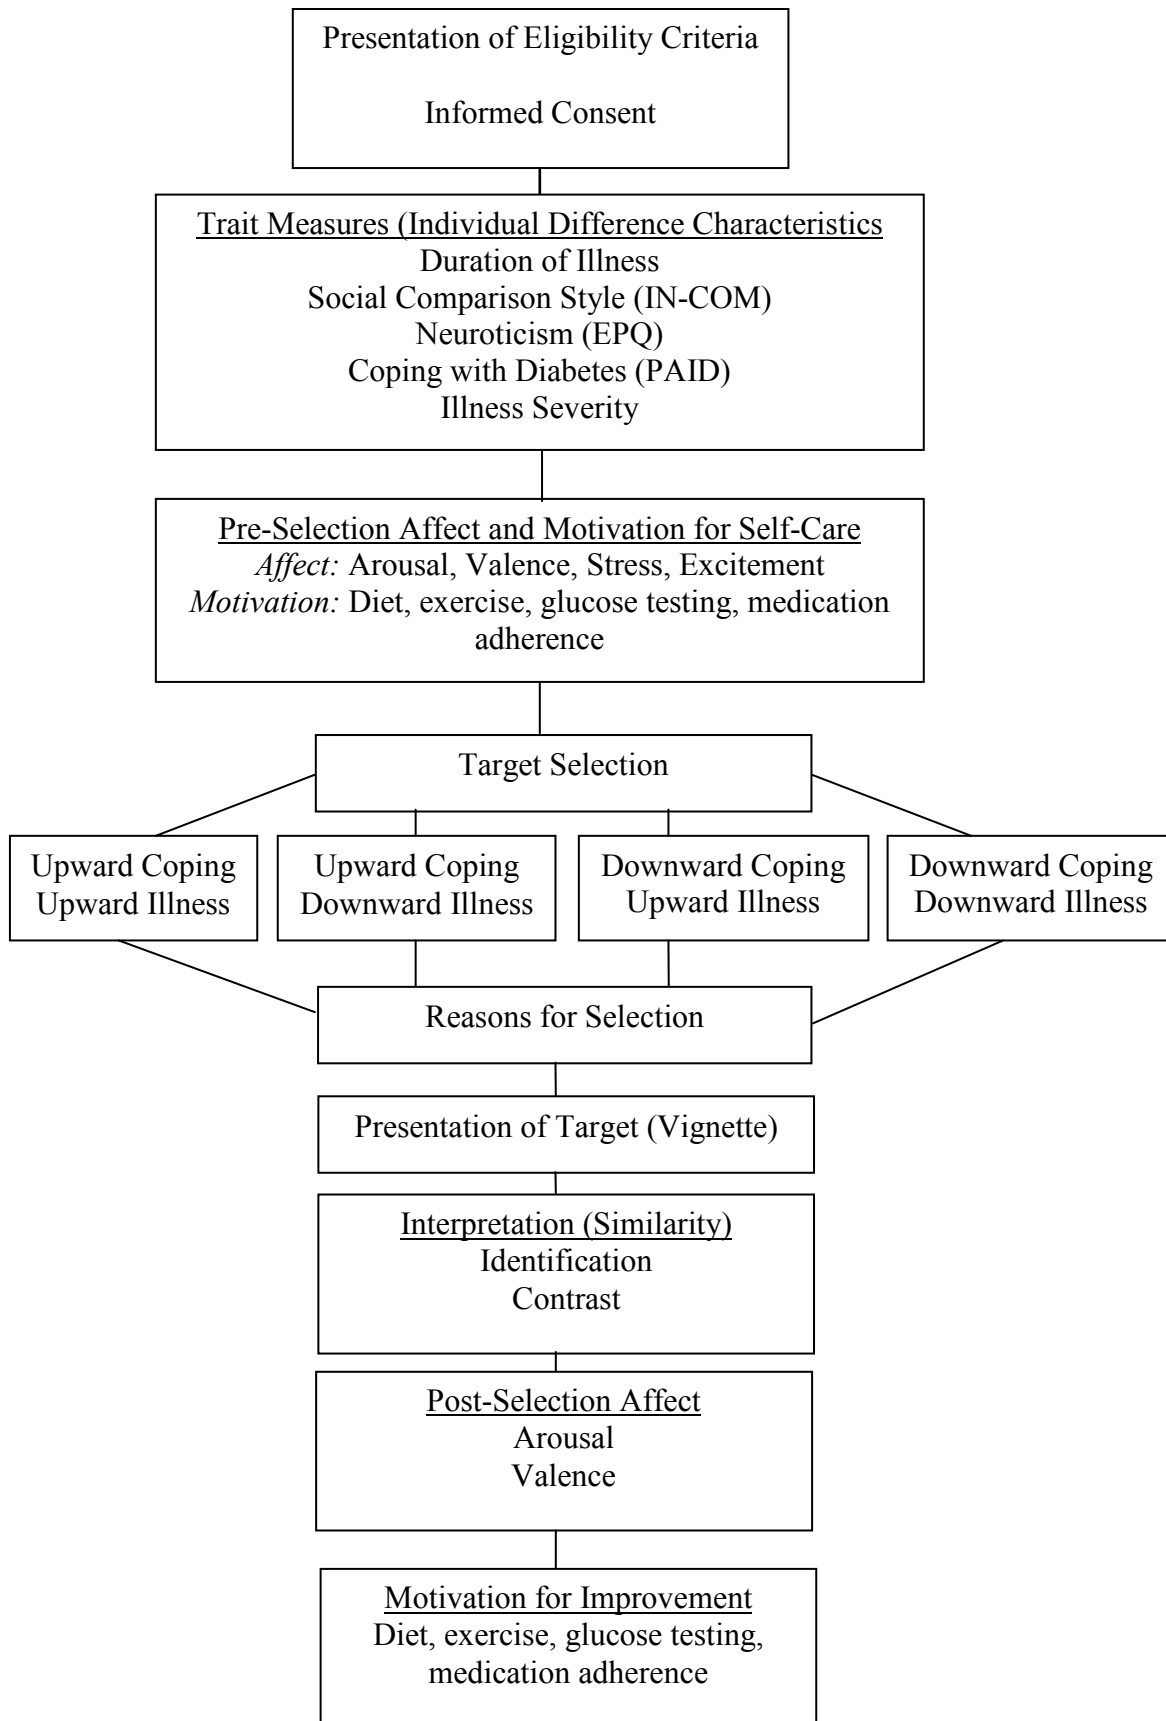 Presentation of Eligibility Criteria
Informed Consent
Trait Measures (Individual Difference Characteristics
Duration of Illness
Social Comparison Style (IN-COM)
Neuroticism (EPQ)
Coping with Diabetes (PAID)
Illness Severity
Pre-Selection Affect and Motivation for Self-Care
Affect: Arousal, Valence, Stress, Excitement
Motivation: Diet, exercise, glucose testing, medication
adherence
Target Selection
Upward Coping
Upward Illness
Upward Coping
Downward Illness
Downward Coping
Upward Illness
Downward Coping
Downward Illness
Reasons for Selection
Presentation of Target (Vignette)
Interpretation (Similarity)
Identification
Contrast
Post-Selection Affect
Arousal
Valence
Motivation for Improvement
Diet, exercise, glucose testing,
medication adherence